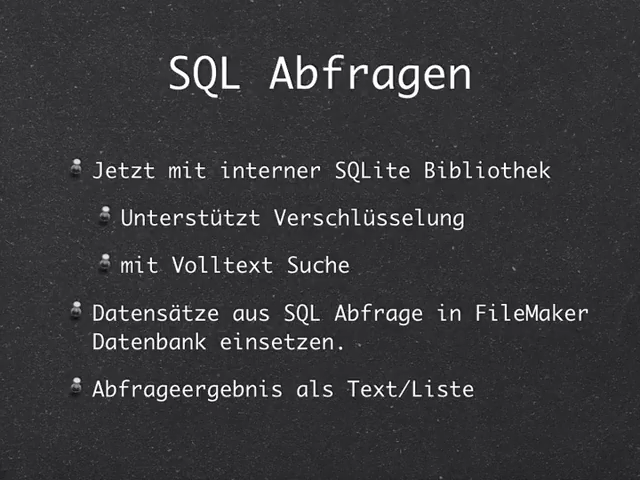 SQL Abfragen
Jetzt mit interner SQLite Bibliothek
Unterstützt Verschlüsselung
mit Volltext Suche
Datensätze aus SQL Abfrage in FileMaker
Datenbank einsetzen.
Abfrageergebnis als Text/Liste